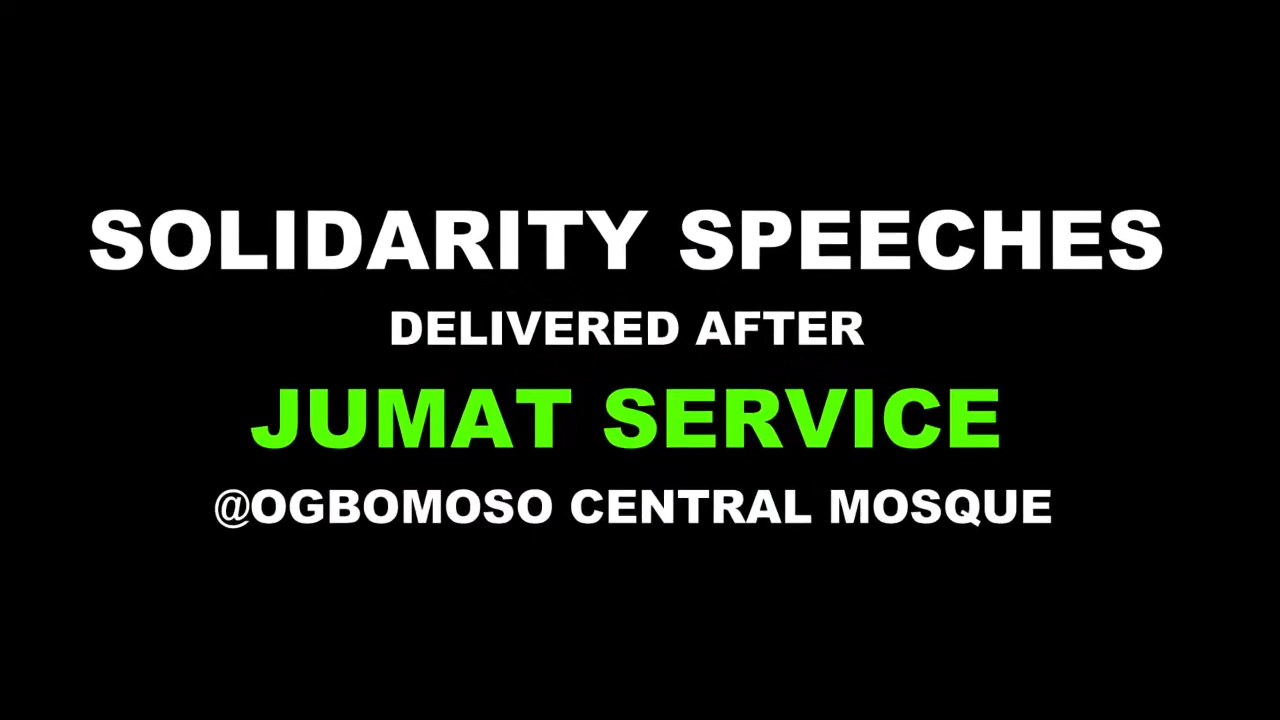 SOLIDARITY SPEECHES
DELIVERED AFTER
JUMAT SERVICE
@OGBOMOSO CENTRAL MOSQUE